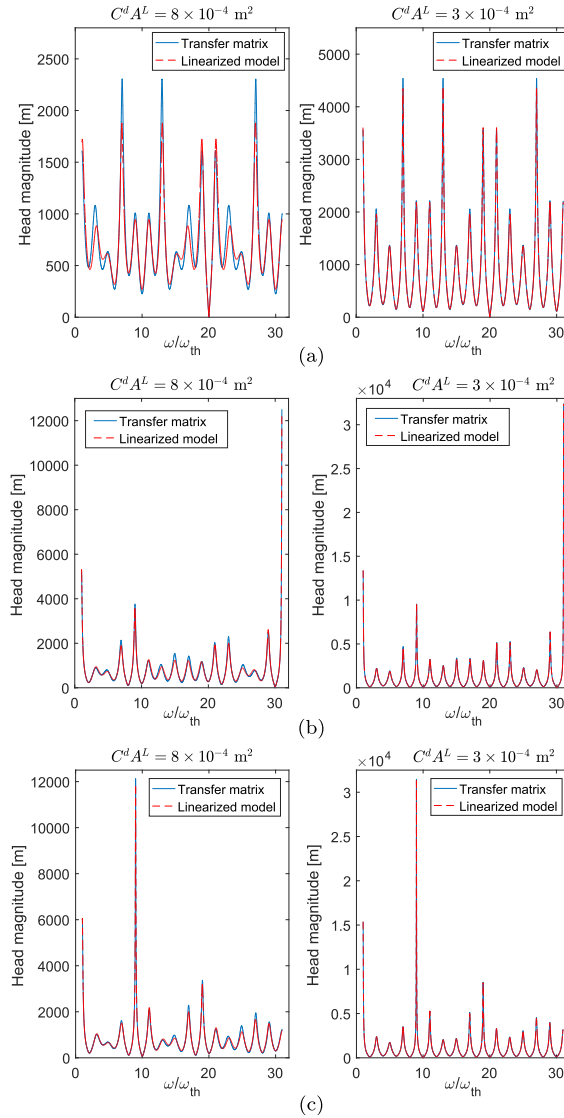 C^d A^L = 8 × 10^−4 m^2
C^d A^L = 3 × 10^−4 m^2
Transfer matrix
Linearized model
Transfer matrix
Linearized model
Head magnitude [m]
0
500
1000
1500
2000
2500
Head magnitude [m]
0
1000
2000
3000
4000
5000
0 10 20 30
0 10 20 30
ω/ω_th
ω/ω_th
(a)
C^d A^L = 8 × 10^−4 m^2
C^d A^L = 3 × 10^−4 m^2
×10^4
Transfer matrix
Linearized model
Transfer matrix
Linearized model
Head magnitude [m]
0
2000
4000
6000
8000
10000
12000
Head magnitude [m]
0
0.5
1
1.5
2
2.5
3
0 10 20 30
0 10 20 30
ω/ω_th
ω/ω_th
(b)
C^d A^L = 8 × 10^−4 m^2
C^d A^L = 3 × 10^−4 m^2
×10^4
Transfer matrix
Linearized model
Transfer matrix
Linearized model
Head magnitude [m]
0
2000
4000
6000
8000
10000
12000
Head magnitude [m]
0
0.5
1
1.5
2
2.5
3
0 10 20 30
0 10 20 30
ω/ω_th
ω/ω_th
(c)